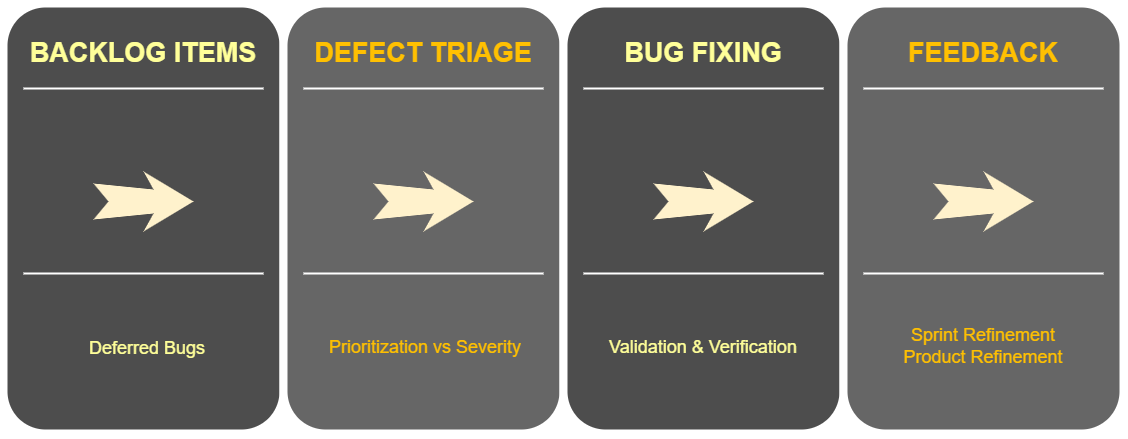 BACKLOG ITEMS
DEFECT TRIAGE
BUG FIXING
FEEDBACK
Deferred Bugs
Prioritization vs Severity
Validation & Verification
Sprint Refinement
Product Refinement